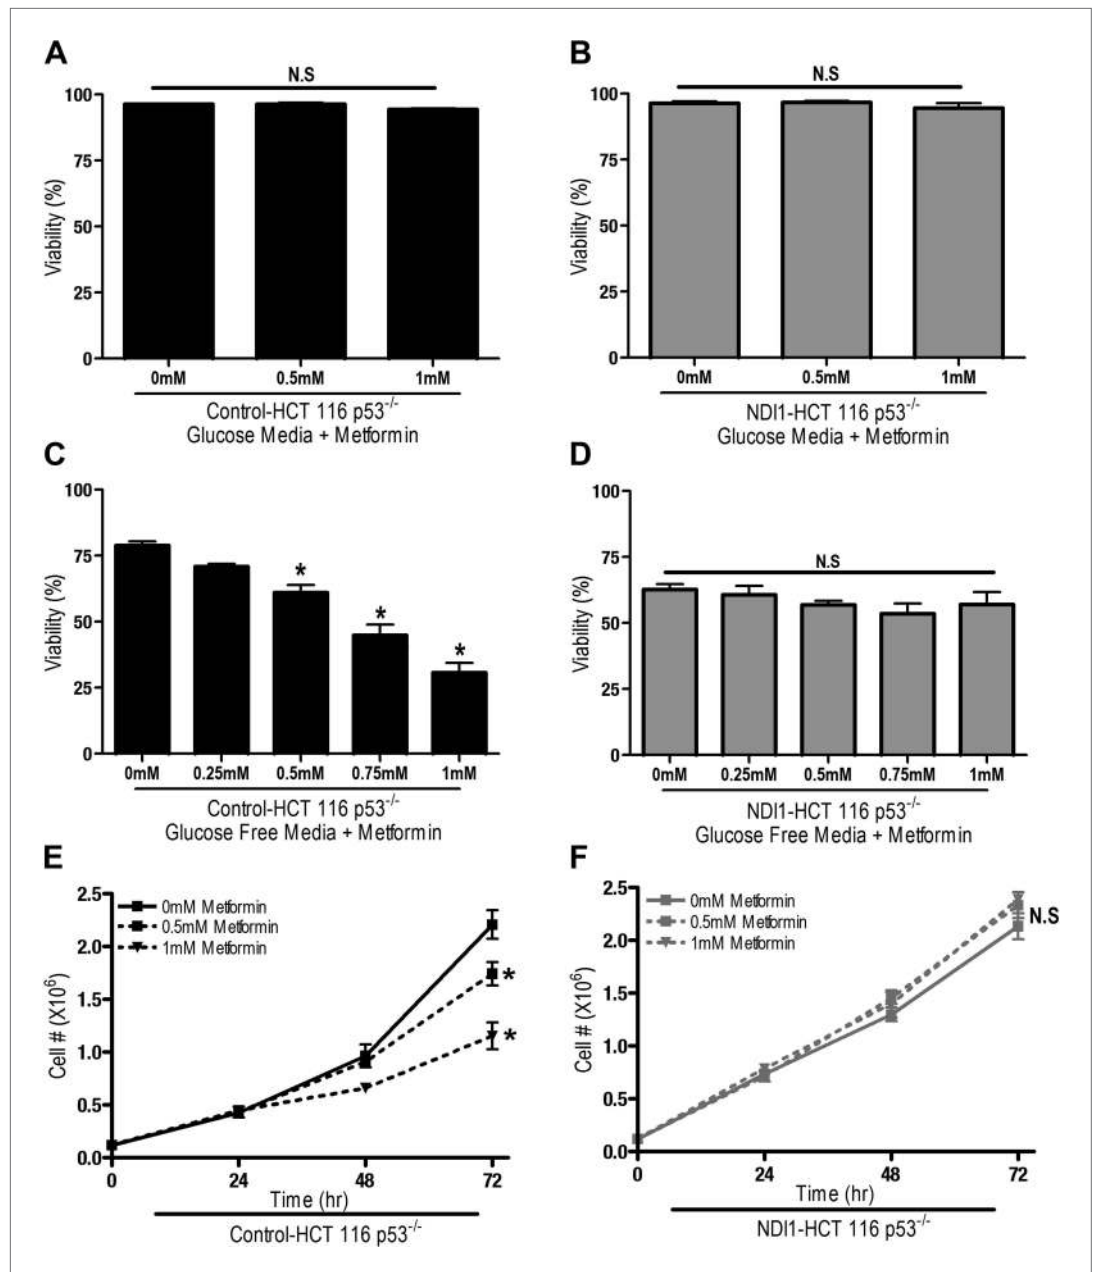 A
N.S
100
75
50
25
0
Viability (%)
0mM 0.5mM 1mM
Control-HCT 116 p53-/-
Glucose Media + Metformin
B
N.S
100
75
50
25
0
Viability (%)
0mM 0.5mM 1mM
NDI1-HCT 116 p53-/-
Glucose Media + Metformin
C
100
75
50
25
0
Viability (%)
* * *
0mM 0.25mM 0.5mM 0.75mM 1mM
Control-HCT 116 p53-/-
Glucose Free Media + Metformin
D
N.S
100
75
50
25
0
Viability (%)
0mM 0.25mM 0.5mM 0.75mM 1mM
NDI1-HCT 116 p53-/-
Glucose Free Media + Metformin
E
2.5
2.0
1.5
1.0
0.5
0.0
Cell # (X106)
0mM Metformin
0.5mM Metformin
1mM Metformin
*
*
0 24 48 72
Time (hr)
Control-HCT 116 p53-/-
F
2.5
2.0
1.5
1.0
0.5
0.0
Cell # (X106)
0mM Metformin
0.5mM Metformin
1mM Metformin
N.S
0 24 48 72
Time (hr)
NDI1-HCT 116 p53-/-